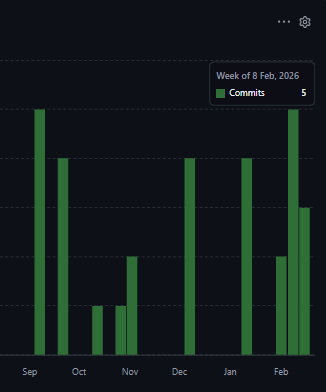 Week of 8 Feb, 2026
Commits 5
Sep Oct Nov Dec Jan Feb